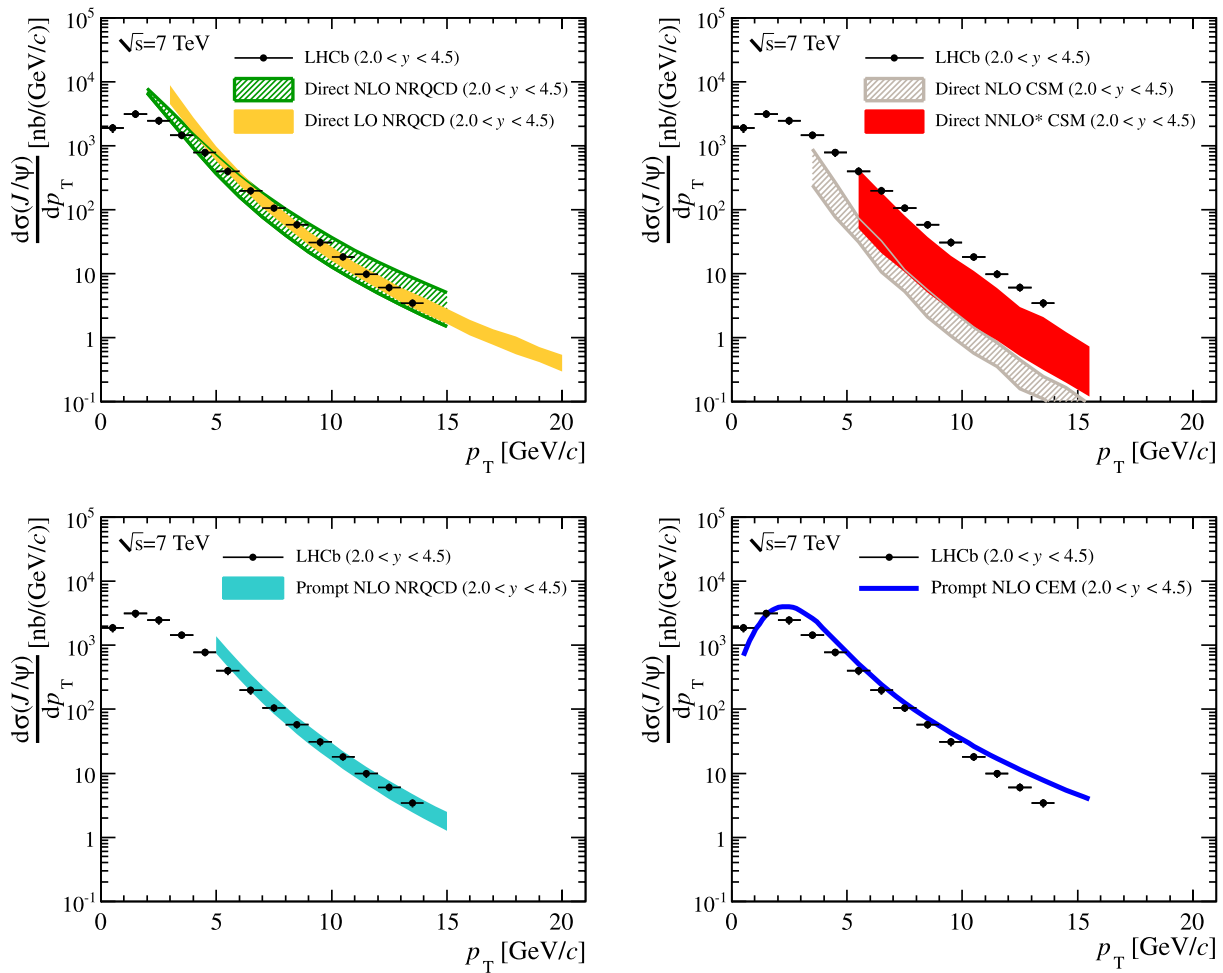 √s=7 TeV
LHCb (2.0 < y < 4.5)
Direct NLO NRQCD (2.0 < y < 4.5)
Direct LO NRQCD (2.0 < y < 4.5)
dσ(J/ψ)
dp_T
[nb/(GeV/c)]
10^5
10^4
10^3
10^2
10
1
10^-1
0 5 10 15 20
p_T [GeV/c]
√s=7 TeV
LHCb (2.0 < y < 4.5)
Direct NLO CSM (2.0 < y < 4.5)
Direct NNLO* CSM (2.0 < y < 4.5)
dσ(J/ψ)
dp_T
[nb/(GeV/c)]
10^5
10^4
10^3
10^2
10
1
10^-1
0 5 10 15 20
p_T [GeV/c]
√s=7 TeV
LHCb (2.0 < y < 4.5)
Prompt NLO NRQCD (2.0 < y < 4.5)
dσ(J/ψ)
dp_T
[nb/(GeV/c)]
10^5
10^4
10^3
10^2
10
1
10^-1
0 5 10 15 20
p_T [GeV/c]
√s=7 TeV
LHCb (2.0 < y < 4.5)
Prompt NLO CEM (2.0 < y < 4.5)
dσ(J/ψ)
dp_T
[nb/(GeV/c)]
10^5
10^4
10^3
10^2
10
1
10^-1
0 5 10 15 20
p_T [GeV/c]